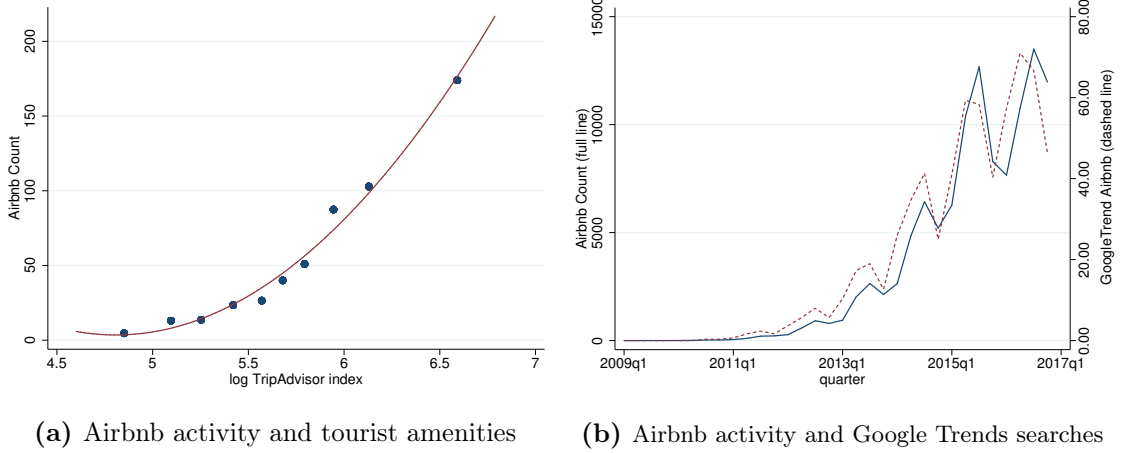 Airbnb Count
200
150
100
50
0
4.5 5 5.5 6 6.5 7
log TripAdvisor index
(a) Airbnb activity and tourist amenities
Airbnb Count (full line)
15000
10000
5000
0
GoogleTrend Airbnb (dashed line)
80.00
60.00
40.00
20.00
0.00
2009q1 2011q1 2013q1 2015q1 2017q1
quarter
(b) Airbnb activity and Google Trends searches